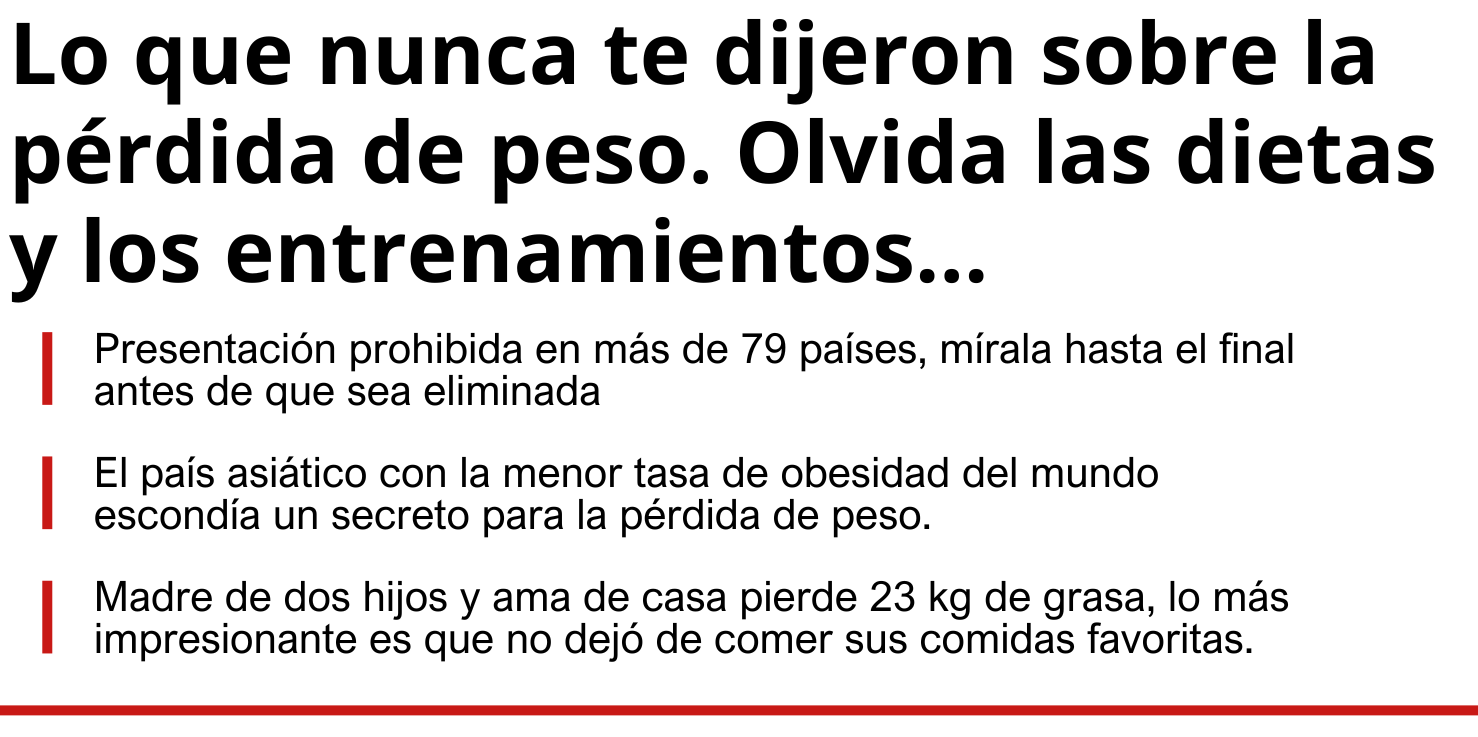 Lo que nunca te dijeron sobre la
pérdida de peso. Olvida las dietas
y los entrenamientos...
Presentación prohibida en más de 79 países, mírala hasta el final
antes de que sea eliminada
El país asiático con la menor tasa de obesidad del mundo
escondía un secreto para la pérdida de peso.
Madre de dos hijos y ama de casa pierde 23 kg de grasa, lo más
impresionante es que no dejó de comer sus comidas favoritas.